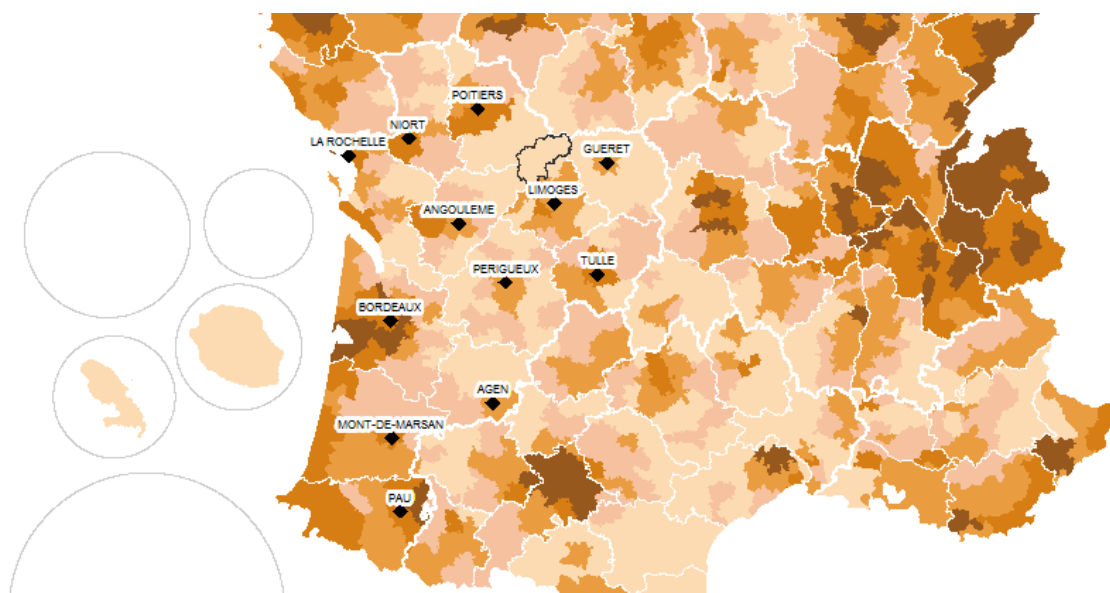 POITIERS
NIORT
LA ROCHELLE
GUERET
LIMOGES
ANGOULEME
TULLE
PERIGUEUX
BORDEAUX
AGEN
MONT-DE-MARSAN
PAU